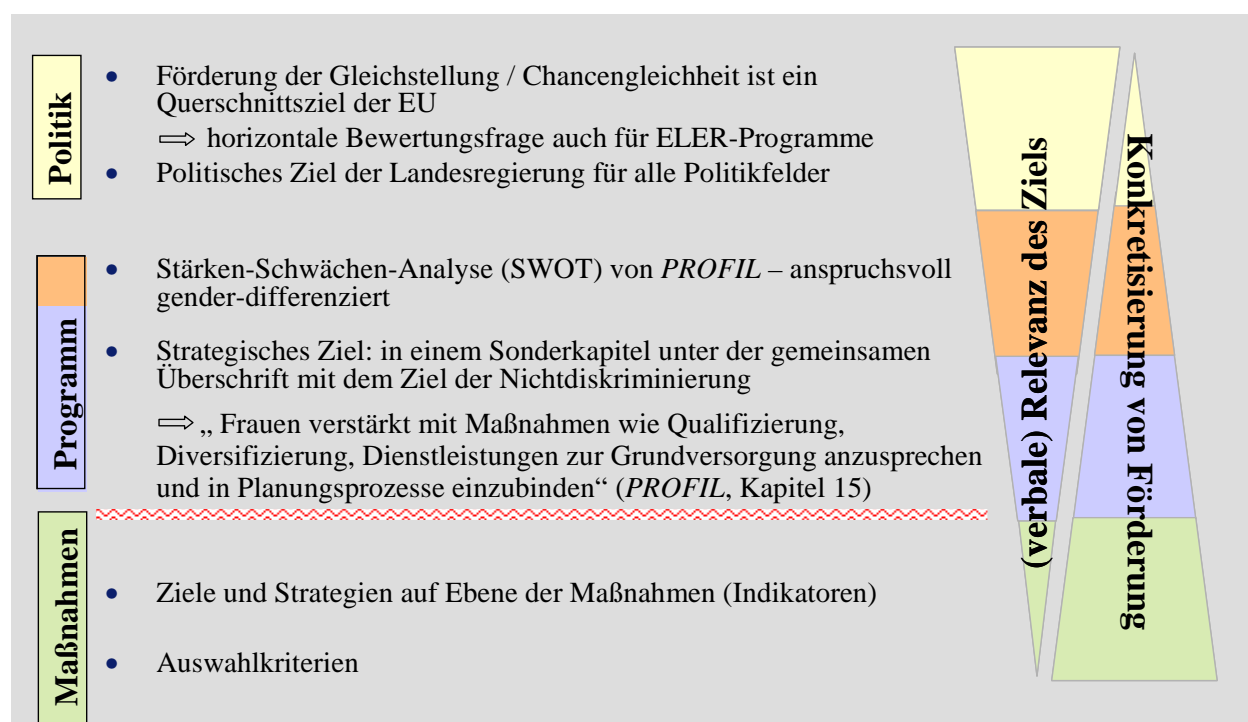 Politik
• Förderung der Gleichstellung / Chancengleichheit ist ein
Querschnittsziel der EU
⇨ horizontale Bewertungsfrage auch für ELER-Programme
• Politisches Ziel der Landesregierung für alle Politikfelder
Programm
• Stärken-Schwächen-Analyse (SWOT) von PROFIL – anspruchsvoll
gender-differenziert
• Strategisches Ziel: in einem Sonderkapitel unter der gemeinsamen
Überschrift mit dem Ziel der Nichtdiskriminierung
⇨ „ Frauen verstärkt mit Maßnahmen wie Qualifizierung,
Diversifizierung, Dienstleistungen zur Grundversorgung anzusprechen
und in Planungsprozesse einzubinden“ (PROFIL, Kapitel 15)
Maßnahmen
• Ziele und Strategien auf Ebene der Maßnahmen (Indikatoren)
• Auswahlkriterien
(verbale) Relevanz des Ziels
Konkretisierung von Förderung